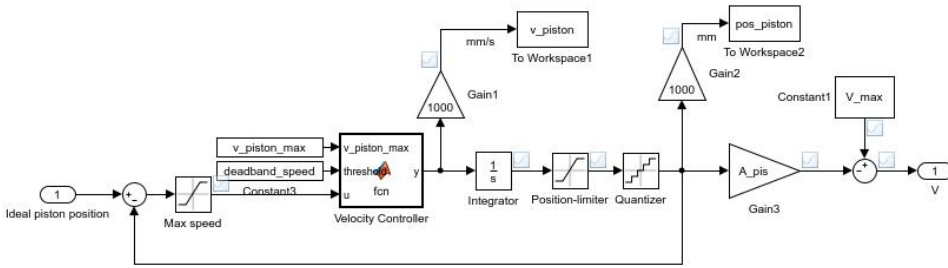 v_piston
mm/s
To Workspace1
pos_piston
mm
To Workspace2
1000
Gain1
1000
Gain2
Constant1
V_max
v_piston_max
deadband_speed
Constant3
v_piston_max
threshold
fcn
u
y
Velocity Controller
1
Ideal piston position
Max speed
1
s
Integrator
Position-limiter
Quantizer
A_pis
Gain3
1
V